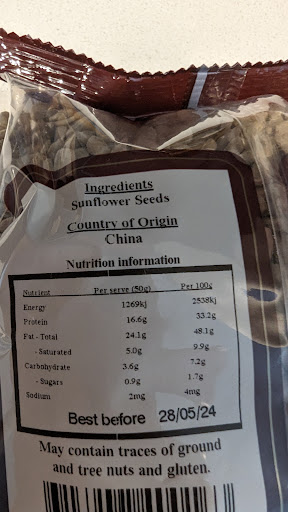 Ingredients
Sunflower Seeds
Country of Origin
China
Nutrition information
Nutrient Per serve (50g) Per 100g
Energy 1269kj 2538kj
Protein 16.6g 33.2g
Fat - Total 24.1g 48.1g
- Saturated 5.0g 9.9g
Carbohydrate 3.6g 7.2g
- Sugars 0.9g 1.7g
Sodium 2mg 4mg
Best before 28/05/24
May contain traces of ground
and tree nuts and gluten.